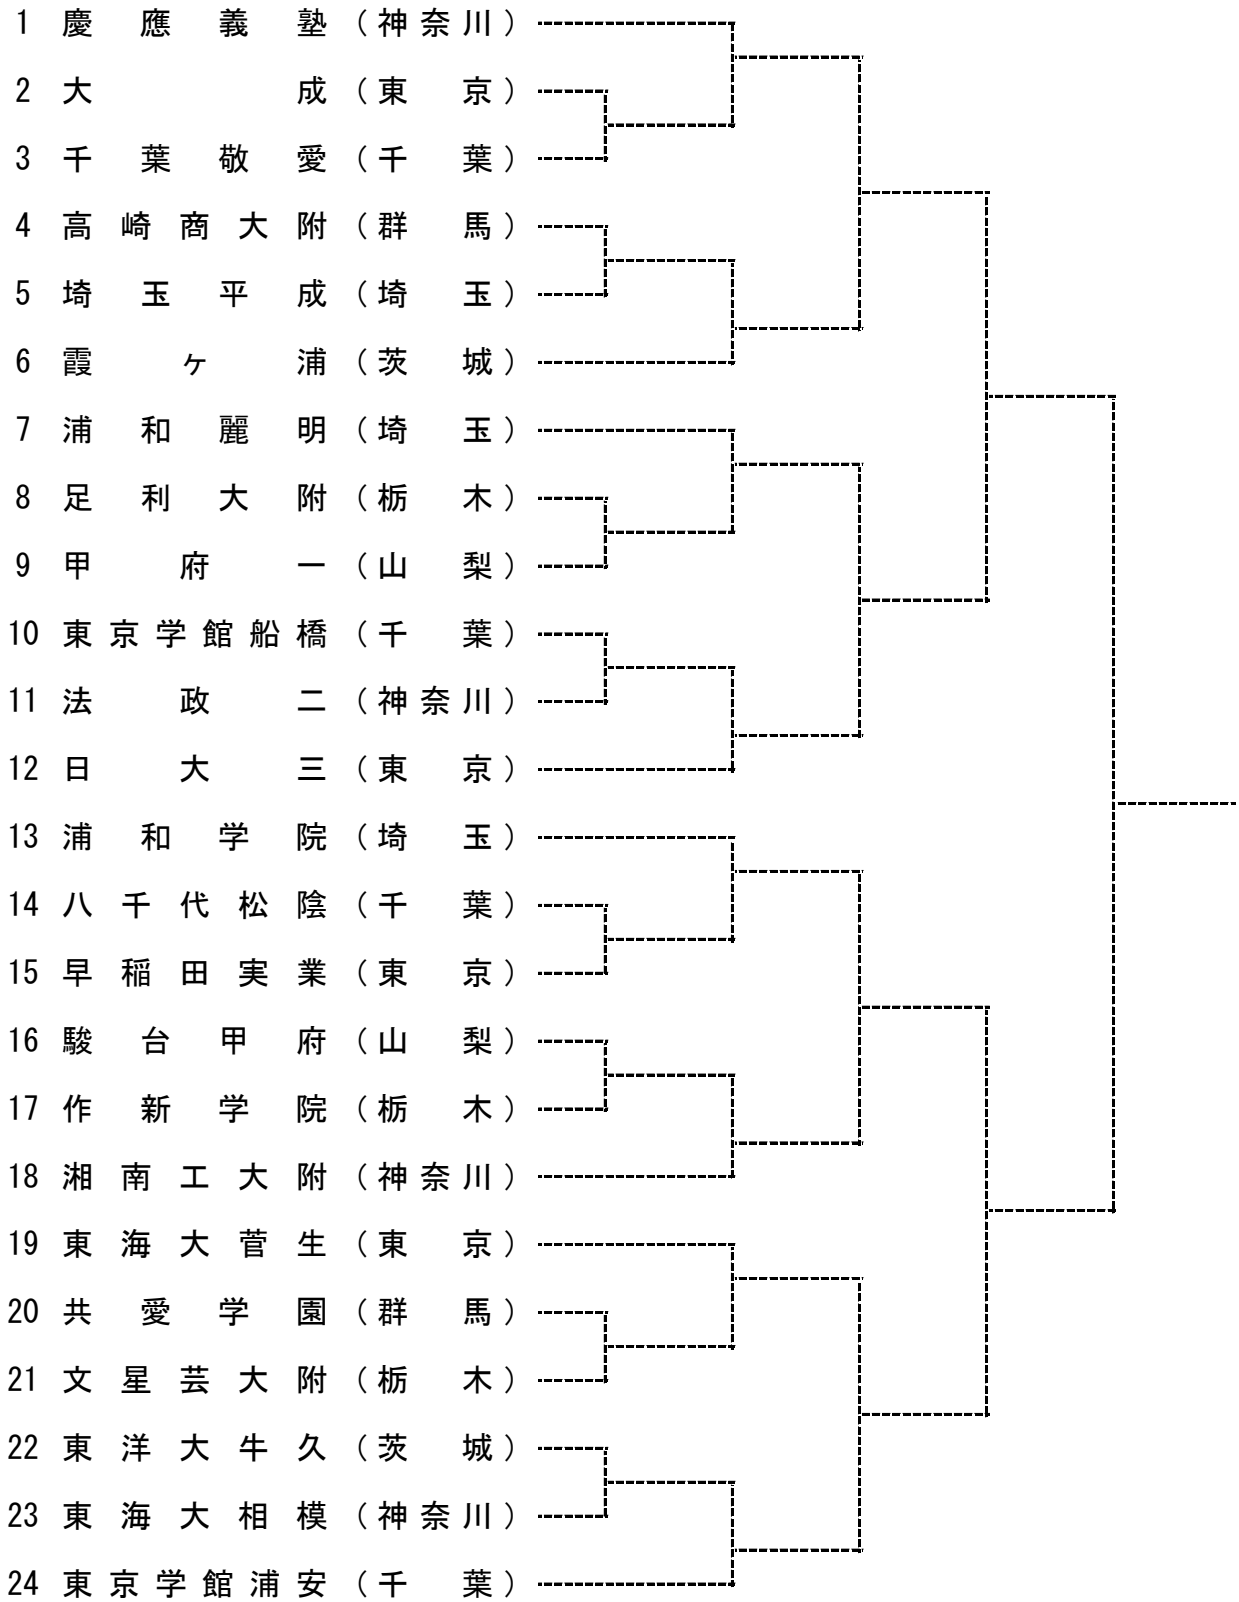 1 慶應義塾（神奈川）
2 大成（東京）
3 千葉敬愛（千葉）
4 高崎商大附（群馬）
5 埼玉平成（埼玉）
6 霞ヶ浦（茨城）
7 浦和麗明（埼玉）
8 足利大附（栃木）
9 甲府一（山梨）
10 東京学館船橋（千葉）
11 法政二（神奈川）
12 日大三（東京）
13 浦和学院（埼玉）
14 八千代松陰（千葉）
15 早稲田実業（東京）
16 駿台甲府（山梨）
17 作新学院（栃木）
18 湘南工大附（神奈川）
19 東海大菅生（東京）
20 共愛学園（群馬）
21 文星芸大附（栃木）
22 東洋大牛久（茨城）
23 東海大相模（神奈川）
24 東京学館浦安（千葉）